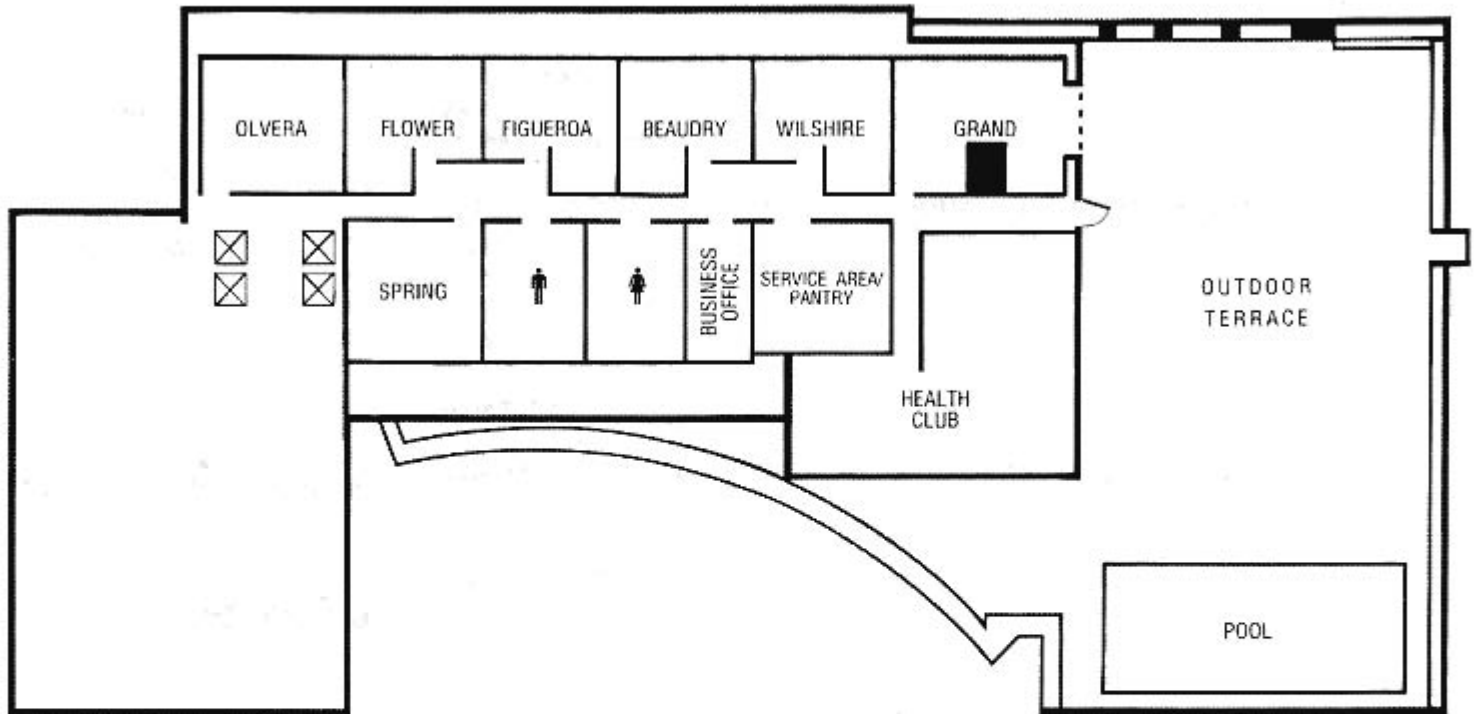 OLVERA
FLOWER
FIGUEROA
BEAUDRY
WILSHIRE
GRAND
SPRING
BUSINESS
OFFICE
SERVICE AREA/
PANTRY
OUTDOOR
TERRACE
HEALTH
CLUB
POOL